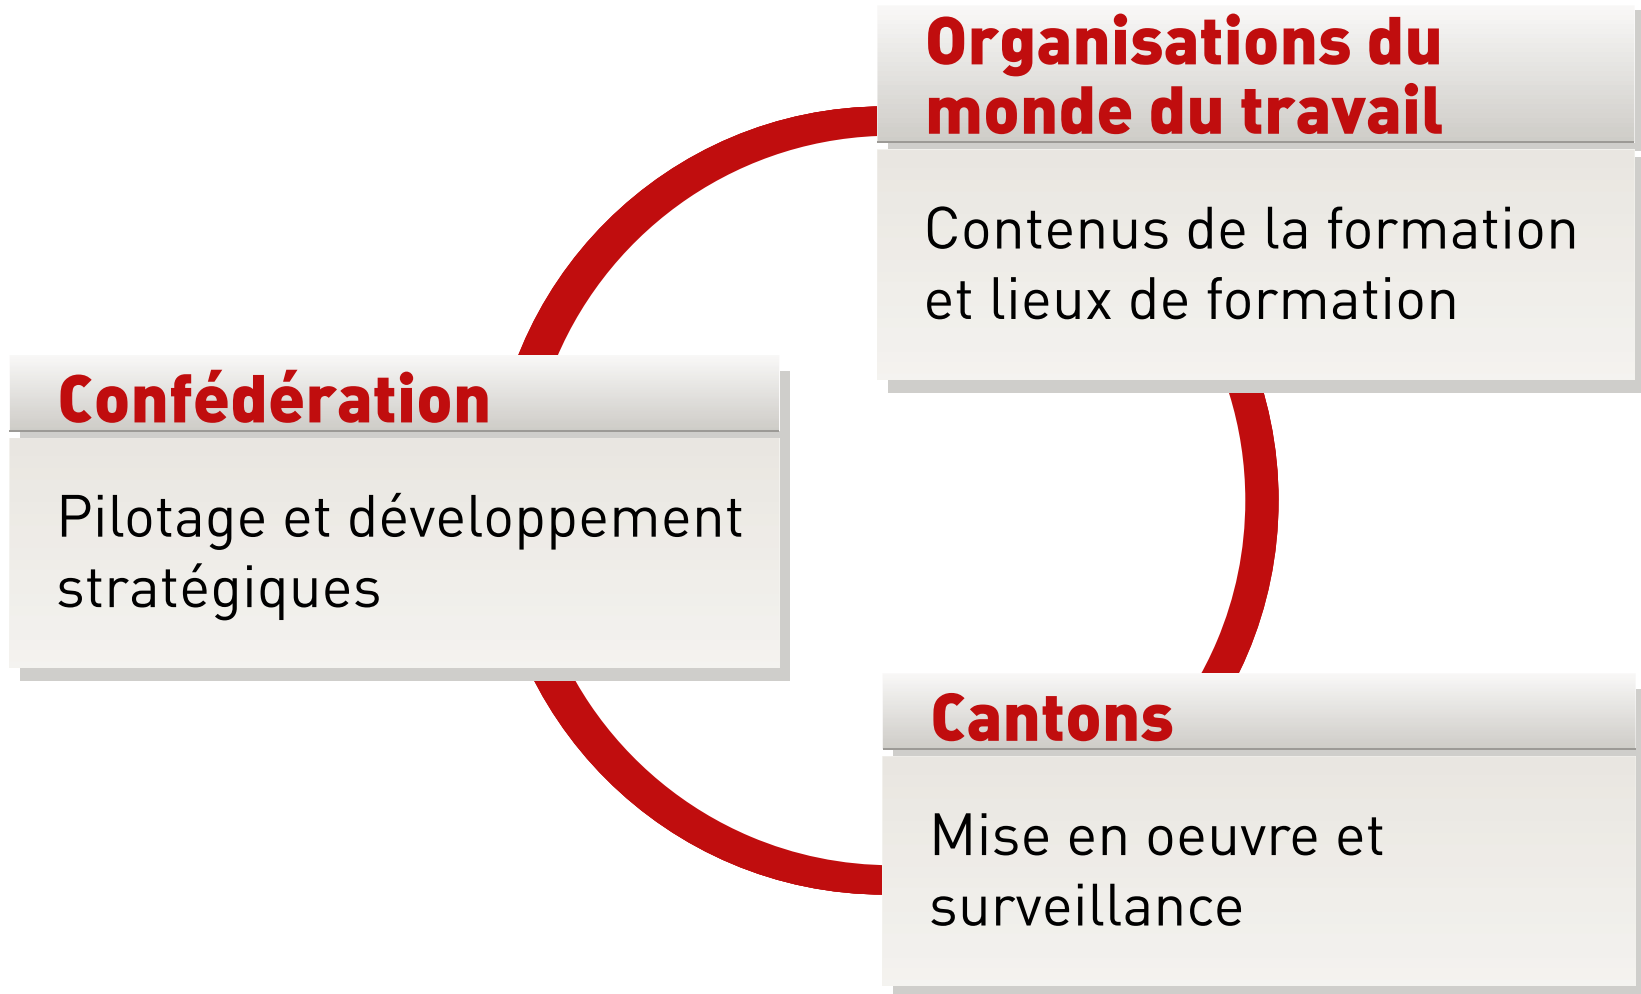 Organisations du
monde du travail
Contenus de la formation
et lieux de formation
Confédération
Pilotage et développement
stratégiques
Cantons
Mise en oeuvre et
surveillance